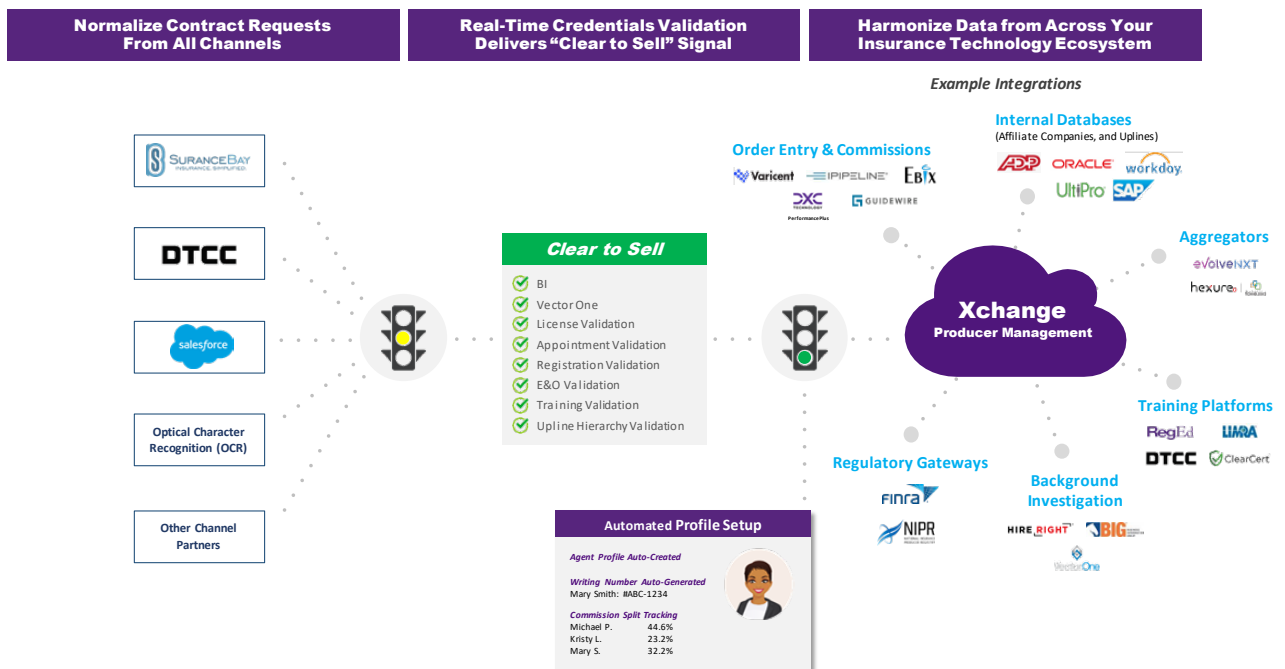 Normalize Contract Requests
From All Channels
Real-Time Credentials Validation
Delivers “Clear to Sell” Signal
Harmonize Data from Across Your
Insurance Technology Ecosystem
Example Integrations
SURANCEBAY
INSURANCE SIMPLIFIED
DTCC
salesforce
Optical Character
Recognition (OCR)
Other Channel
Partners
Clear to Sell
BI
Vector One
License Validation
Appointment Validation
Registration Validation
E&O Validation
Training Validation
Upline Hierarchy Validation
Automated Profile Setup
Agent Profile Auto-Created
Writing Number Auto-Generated
Mary Smith: #ABC-1234
Commission Split Tracking
Michael P. 44.6%
Kristy L. 23.2%
Mary S. 32.2%
Order Entry & Commissions
Varicent IPIPELINE EBIX
DXC
TECHNOLOGY
PerformancePlus
GUIDEWIRE
Internal Databases
(Affiliate Companies, and Uplines)
ADP ORACLE workday
UltiPro SAP
Aggregators
evolveNXT
hexure
Xchange
Producer Management
Training Platforms
RegEd LIMRA
DTCC ClearCert
Regulatory Gateways
FINRA
NIPR
Background
Investigation
HIRERIGHT BIG
VectorOne